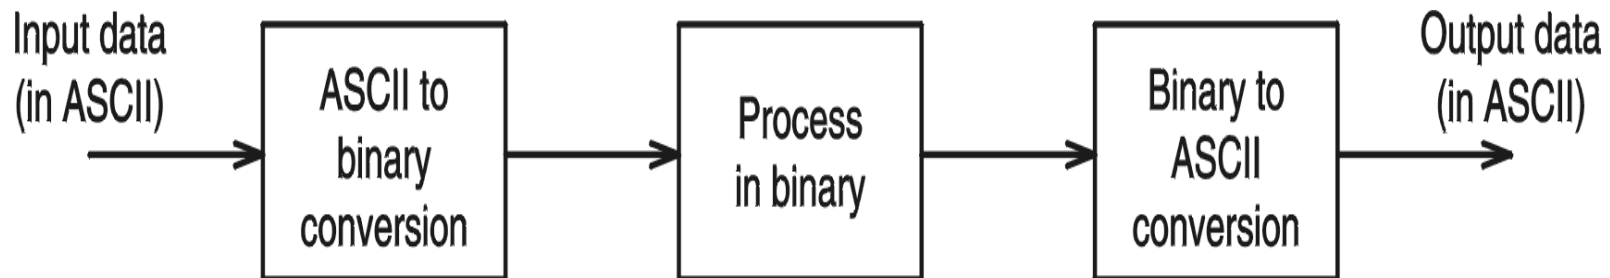 Input data
(in ASCII)
ASCII to
binary
conversion
Process
in binary
Binary to
ASCII
conversion
Output data
(in ASCII)